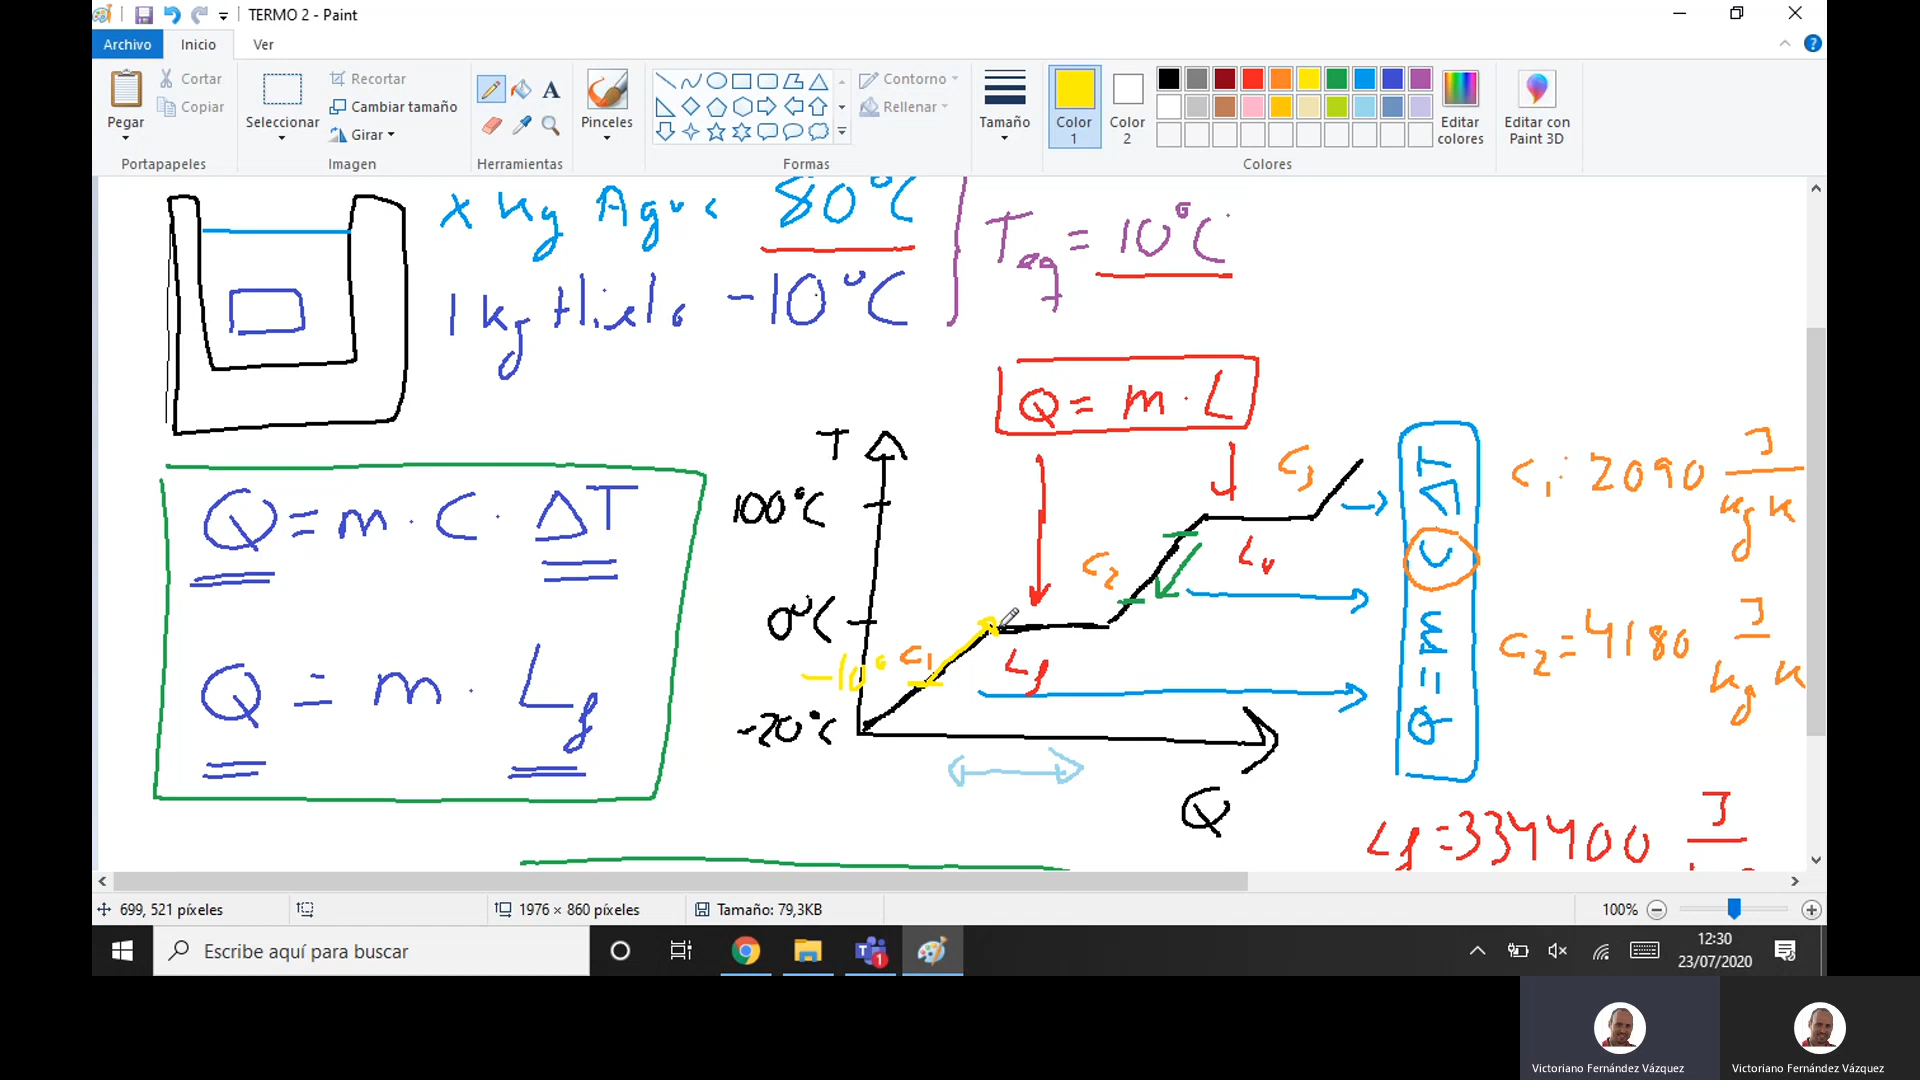 TERMO 2 - Paint
Archivo Inicio Ver
Pegar
Cortar
Copiar
Portapapeles
Seleccionar
Recortar
Cambiar tamaño
Girar
Imagen
A
Herramientas
Pinceles
Contorno
Rellenar
Formas
Tamaño
Color 1
Color 2
Editar colores
Colores
Editar con Paint 3D
x kg Agua 80°C
1 kg Hielo -10°C
Teq = 10°C
Q = m · L
Q = m · C · ΔT
Q = m · Lf
T
100°C
0°C
-10°
-20°C
C1
Lf
C2
Lv
C3
Q
Q = m C ΔT
C1: 2090 J/kg K
C2 = 4180 J/kg K
Lf = 334400 J
699, 521 píxeles
1976 × 860 píxeles
Tamaño: 79,3KB
100%
Escribe aquí para buscar
1
12:30
23/07/2020
Victoriano Fernández Vázquez
Victoriano Fernández Vázquez